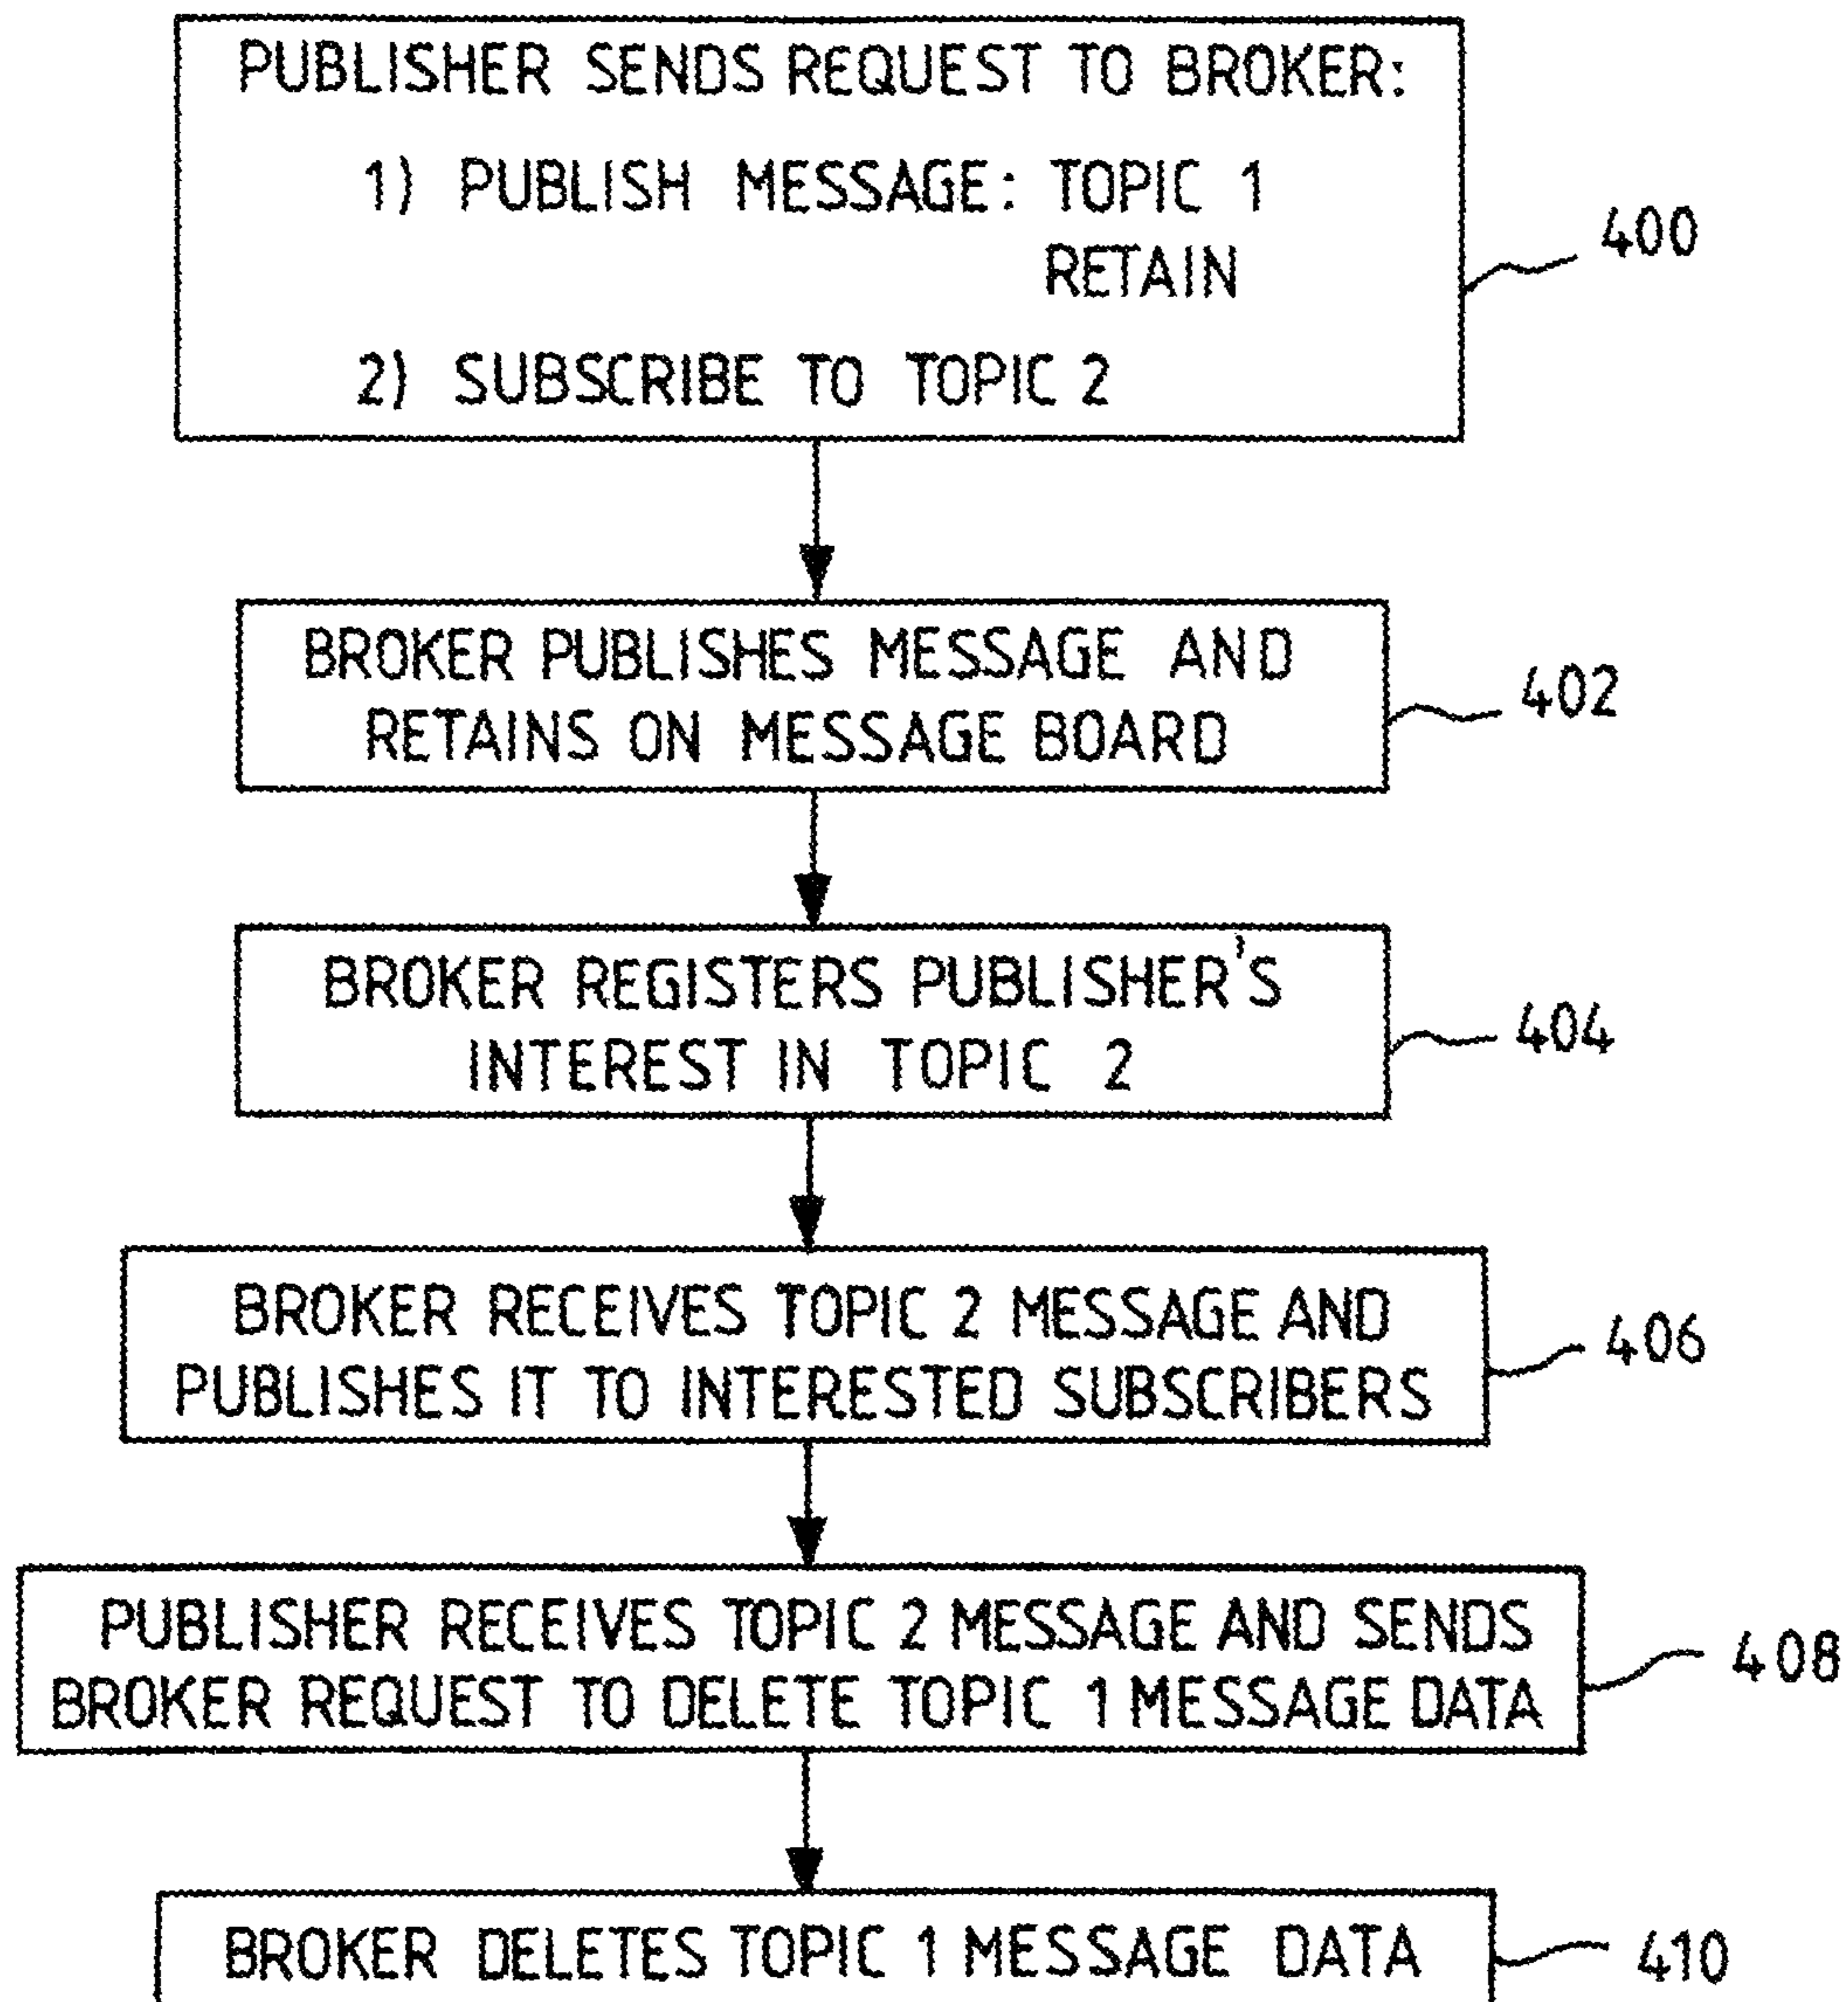 PUBLISHER SENDS REQUEST TO BROKER:
1) PUBLISH MESSAGE: TOPIC 1
RETAIN
400
2) SUBSCRIBE TO TOPIC 2
BROKER PUBLISHES MESSAGE AND
RETAINS ON MESSAGE BOARD
402
BROKER REGISTERS PUBLISHER'S
INTEREST IN TOPIC 2
404
BROKER RECEIVES TOPIC 2 MESSAGE AND
PUBLISHES IT TO INTERESTED SUBSCRIBERS
406
PUBLISHER RECEIVES TOPIC 2 MESSAGE AND SENDS
BROKER REQUEST TO DELETE TOPIC 1 MESSAGE DATA
408
BROKER DELETES TOPIC 1 MESSAGE DATA
410